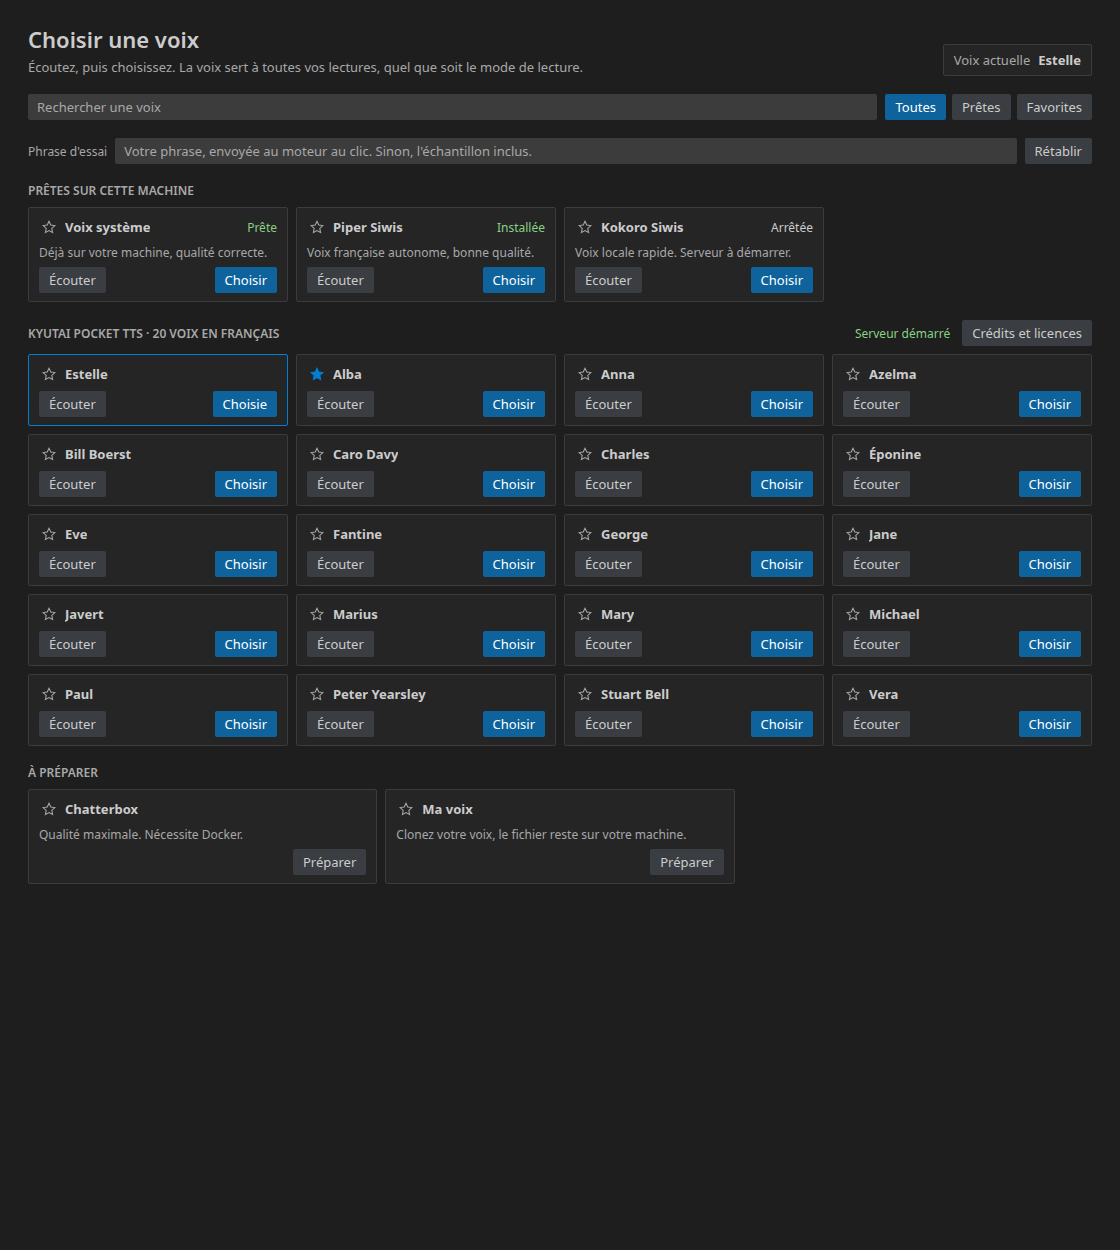 Choisir une voix
Écoutez, puis choisissez. La voix sert à toutes vos lectures, quel que soit le mode de lecture.
Voix actuelle Estelle
Rechercher une voix
Toutes
Prêtes
Favorites
Phrase d'essai
Votre phrase, envoyée au moteur au clic. Sinon, l'échantillon inclus.
Rétablir
PRÊTES SUR CETTE MACHINE
Voix système
Prête
Déjà sur votre machine, qualité correcte.
Écouter
Choisir
Piper Siwis
Installée
Voix française autonome, bonne qualité.
Écouter
Choisir
Kokoro Siwis
Arrêtée
Voix locale rapide. Serveur à démarrer.
Écouter
Choisir
KYUTAI POCKET TTS · 20 VOIX EN FRANÇAIS
Serveur démarré
Crédits et licences
Estelle
Écouter
Choisie
Alba
Écouter
Choisir
Anna
Écouter
Choisir
Azelma
Écouter
Choisir
Bill Boerst
Écouter
Choisir
Caro Davy
Écouter
Choisir
Charles
Écouter
Choisir
Éponine
Écouter
Choisir
Eve
Écouter
Choisir
Fantine
Écouter
Choisir
George
Écouter
Choisir
Jane
Écouter
Choisir
Javert
Écouter
Choisir
Marius
Écouter
Choisir
Mary
Écouter
Choisir
Michael
Écouter
Choisir
Paul
Écouter
Choisir
Peter Yearsley
Écouter
Choisir
Stuart Bell
Écouter
Choisir
Vera
Écouter
Choisir
À PRÉPARER
Chatterbox
Qualité maximale. Nécessite Docker.
Préparer
Ma voix
Clonez votre voix, le fichier reste sur votre machine.
Préparer